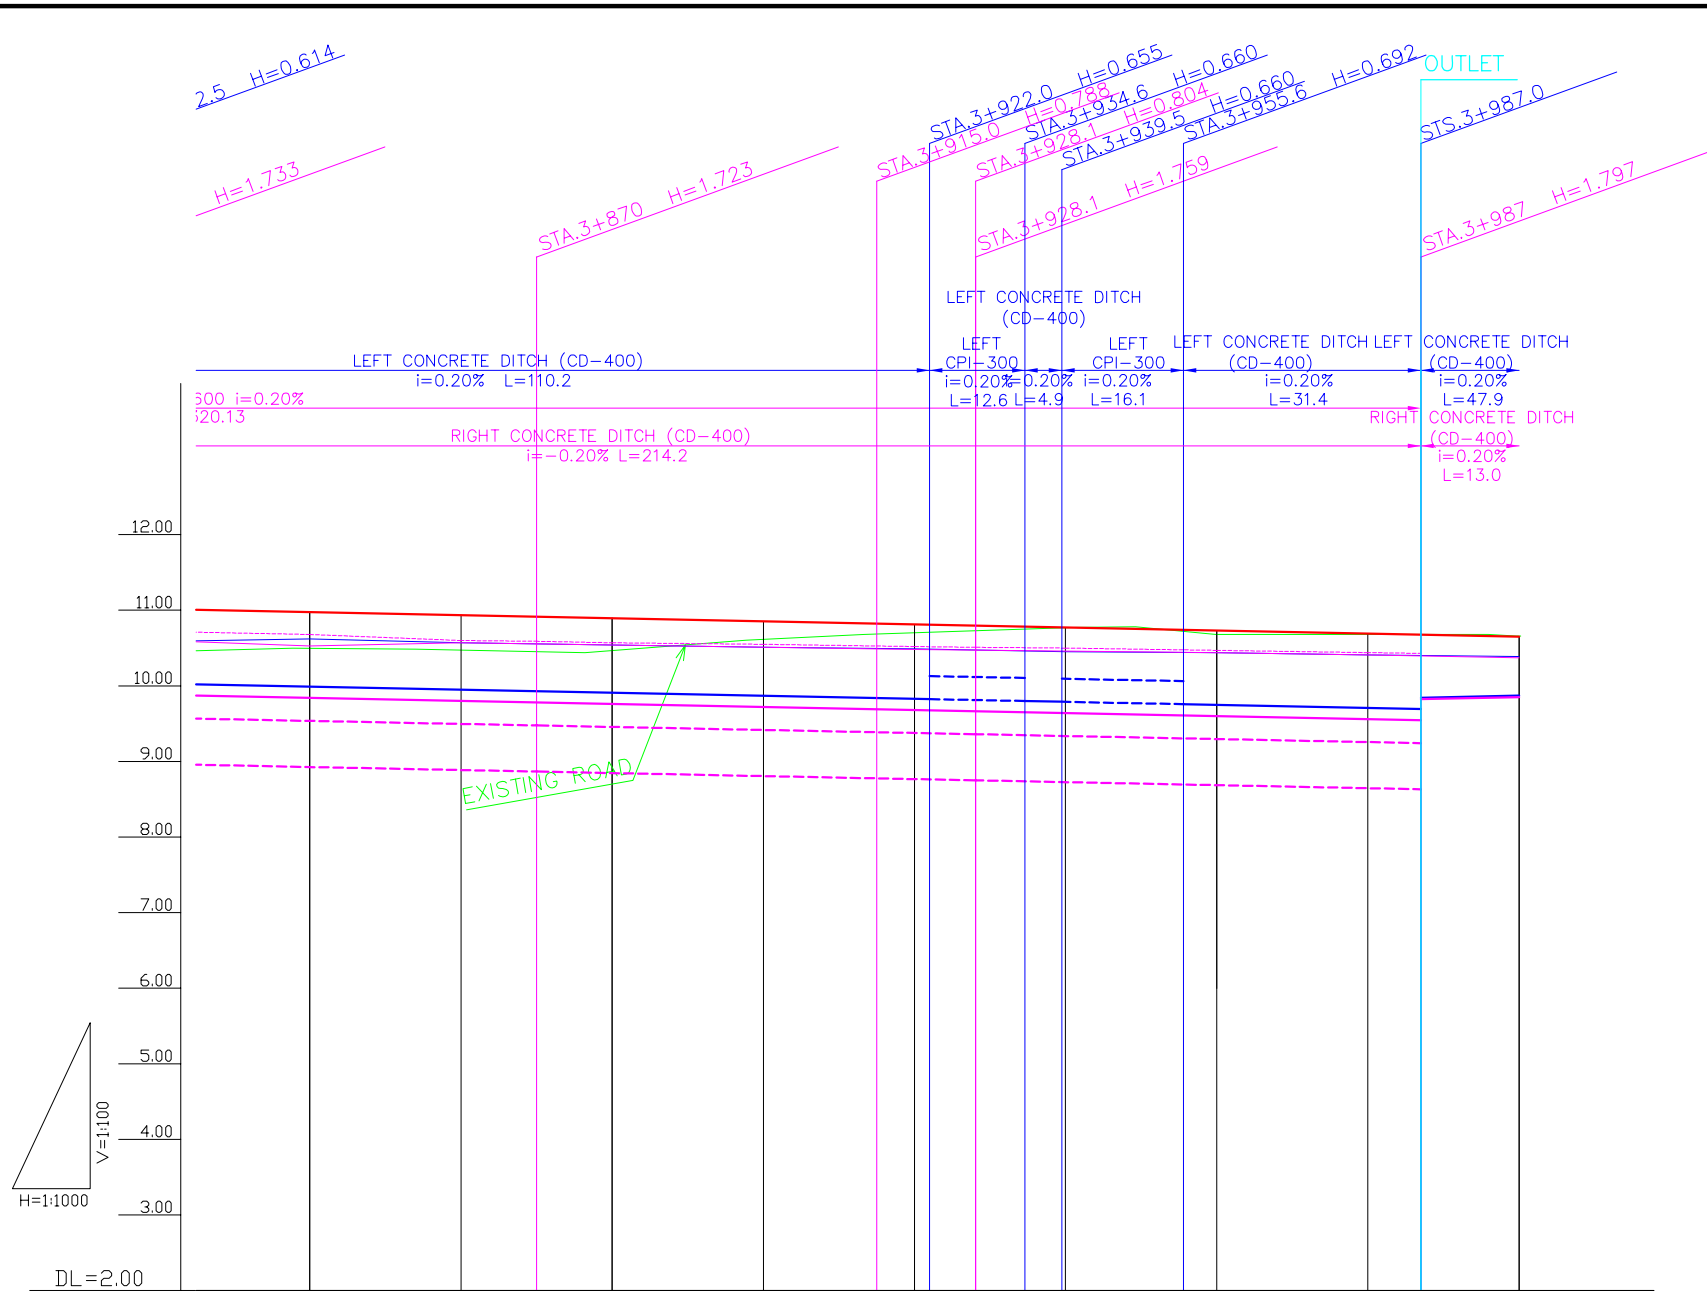 2.5 H=0.614
H=1.733
STA.3+870 H=1.723
STA.3+922.0 H=0.655
STA.3+915.0 H=0.788
STA.3+934.6 H=0.660
STA.3+928.1 H=0.804
STA.3+939.5 H=0.660
STA.3+955.6 H=0.692
STA.3+928.1 H=1.759
OUTLET
STS.3+987.0
STA.3+987 H=1.797
LEFT CONCRETE DITCH
(CD-400)
LEFT CONCRETE DITCH (CD-400)
i=0.20% L=110.2
LEFT
CPI-300
i=0.20%
L=12.6
i=0.20%
L=4.9
LEFT
CPI-300
i=0.20%
L=16.1
LEFT CONCRETE DITCH
(CD-400)
i=0.20%
L=31.4
LEFT CONCRETE DITCH
(CD-400)
i=0.20%
L=47.9
600 i=0.20%
320.13
RIGHT CONCRETE DITCH (CD-400)
i=-0.20% L=214.2
RIGHT CONCRETE DITCH
(CD-400)
i=0.20%
L=13.0
12.00
11.00
10.00
9.00
8.00
7.00
6.00
5.00
4.00
3.00
DL=2.00
EXISTING ROAD
V=1:100
H=1:1000